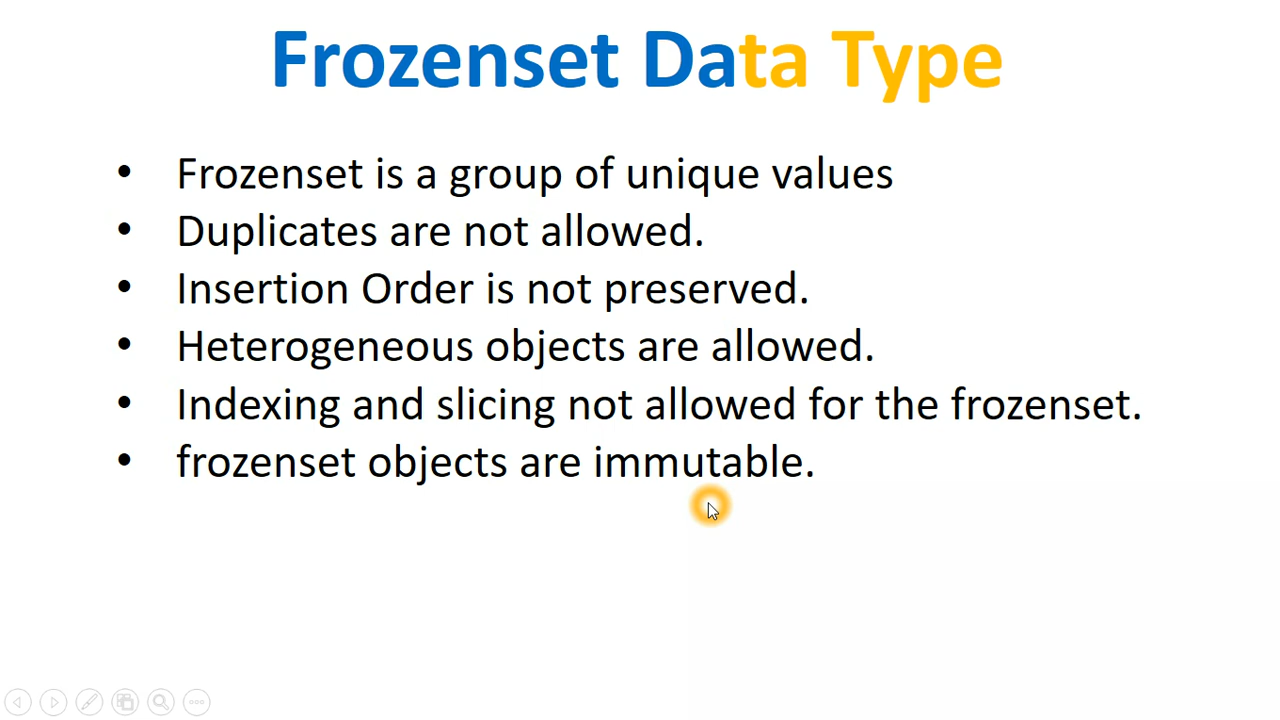 Frozenset Data Type
• Frozenset is a group of unique values
• Duplicates are not allowed.
• Insertion Order is not preserved.
• Heterogeneous objects are allowed.
• Indexing and slicing not allowed for the frozenset.
• frozenset objects are immutable.